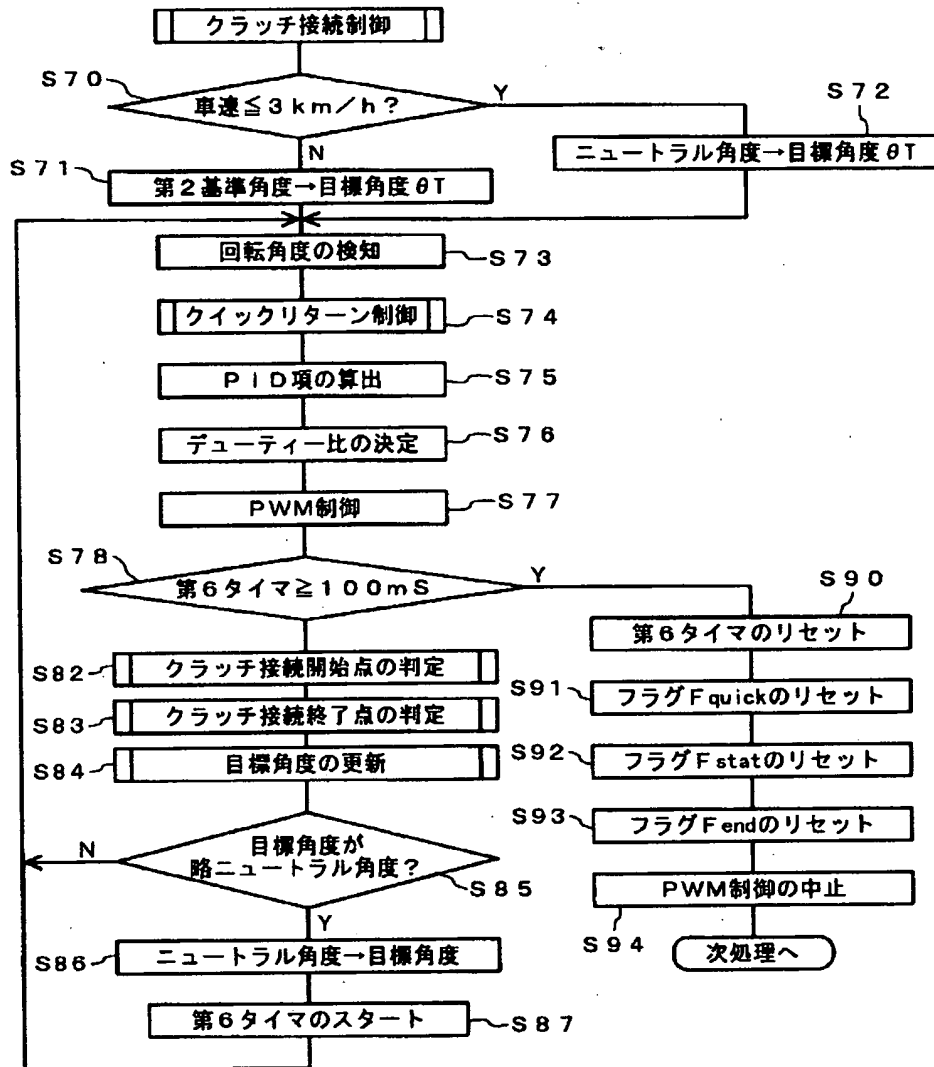 クラッチ接続制御
S70
車速≦3km/h?
Y
S72
N
ニュートラル角度→目標角度θT
S71
第2基準角度→目標角度θT
回転角度の検知
S73
クイックリターン制御
S74
PID項の算出
S75
デューティー比の決定
S76
PWM制御
S77
S78
第6タイマ≧100mS
Y
S90
第6タイマのリセット
S82
クラッチ接続開始点の判定
S91
フラグFquickのリセット
S83
クラッチ接続終了点の判定
S92
フラグFstatのリセット
S84
目標角度の更新
S93
フラグFendのリセット
N
目標角度が
略ニュートラル角度?
S85
PWM制御の中止
S94
Y
次処理へ
S86
ニュートラル角度→目標角度
第6タイマのスタート
S87